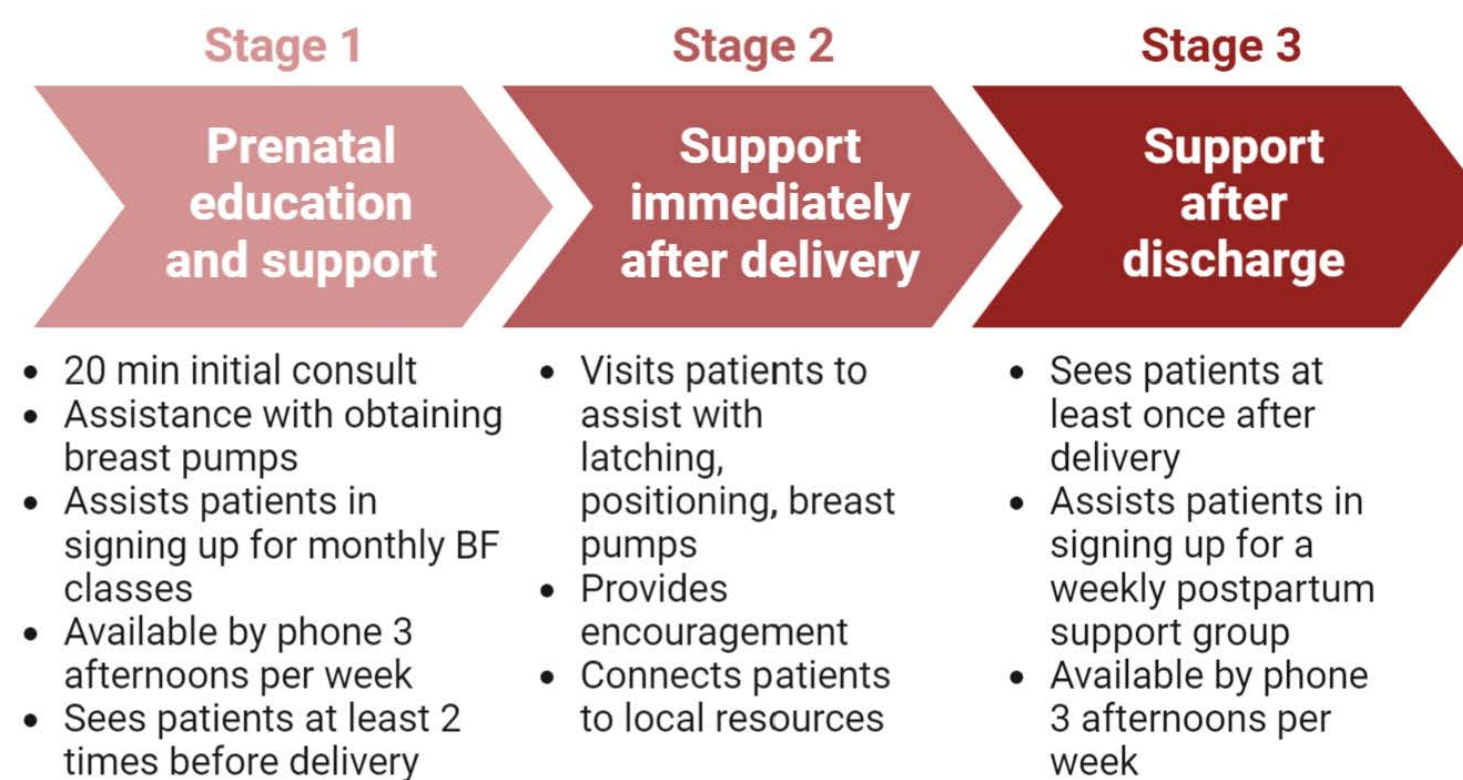 Stage 1
Prenatal
education
and support
• 20 min initial consult
• Assistance with obtaining
breast pumps
• Assists patients in
signing up for monthly BF
classes
• Available by phone 3
afternoons per week
• Sees patients at least 2
times before delivery
Stage 2
Support
immediately
after delivery
• Visits patients to
assist with
latching,
positioning, breast
pumps
• Provides
encouragement
• Connects patients
to local resources
Stage 3
Support
after
discharge
• Sees patients at
least once after
delivery
• Assists patients in
signing up for a
weekly postpartum
support group
• Available by phone
3 afternoons per
week